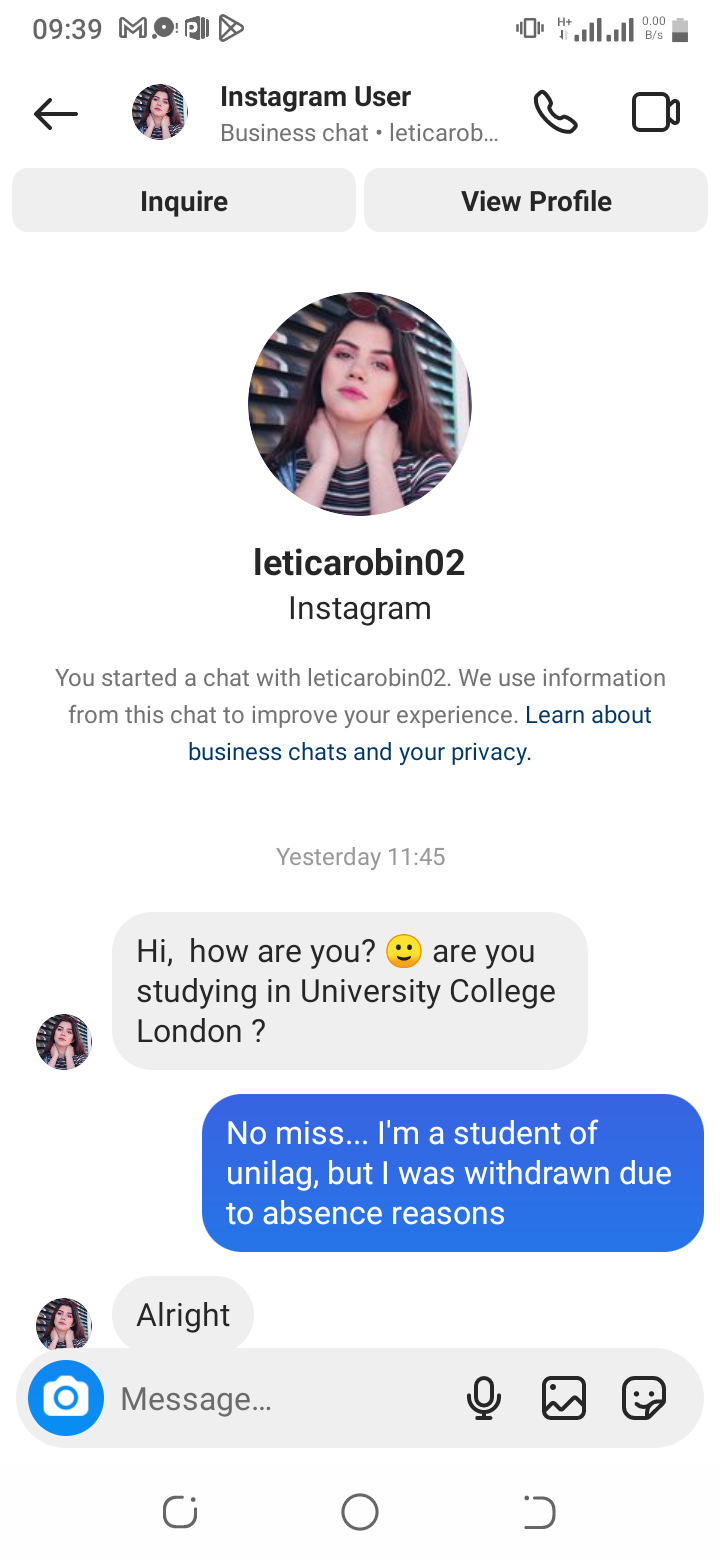 09:39
H+
0.00
B/s
Instagram User
Business chat • leticarob...
Inquire
View Profile
leticarobin02
Instagram
You started a chat with leticarobin02. We use information
from this chat to improve your experience. Learn about
business chats and your privacy.
Yesterday 11:45
Hi,  how are you? 🙂 are you
studying in University College
London ?
No miss... I'm a student of
unilag, but I was withdrawn due
to absence reasons
Alright
Message...